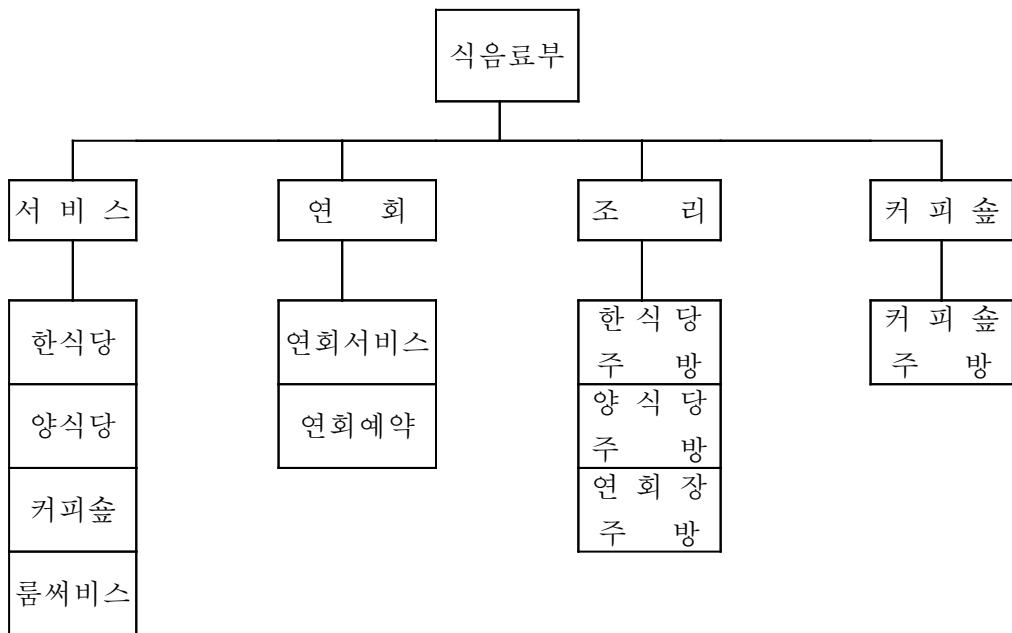 식음료부
서 비 스
연 회
조 리
커 피 숖
한식당
양식당
커피숖
룸써비스
연회서비스
연회예약
한 식 당
주 방
양 식 당
주 방
연 회 장
주 방
커 피 숖
주 방